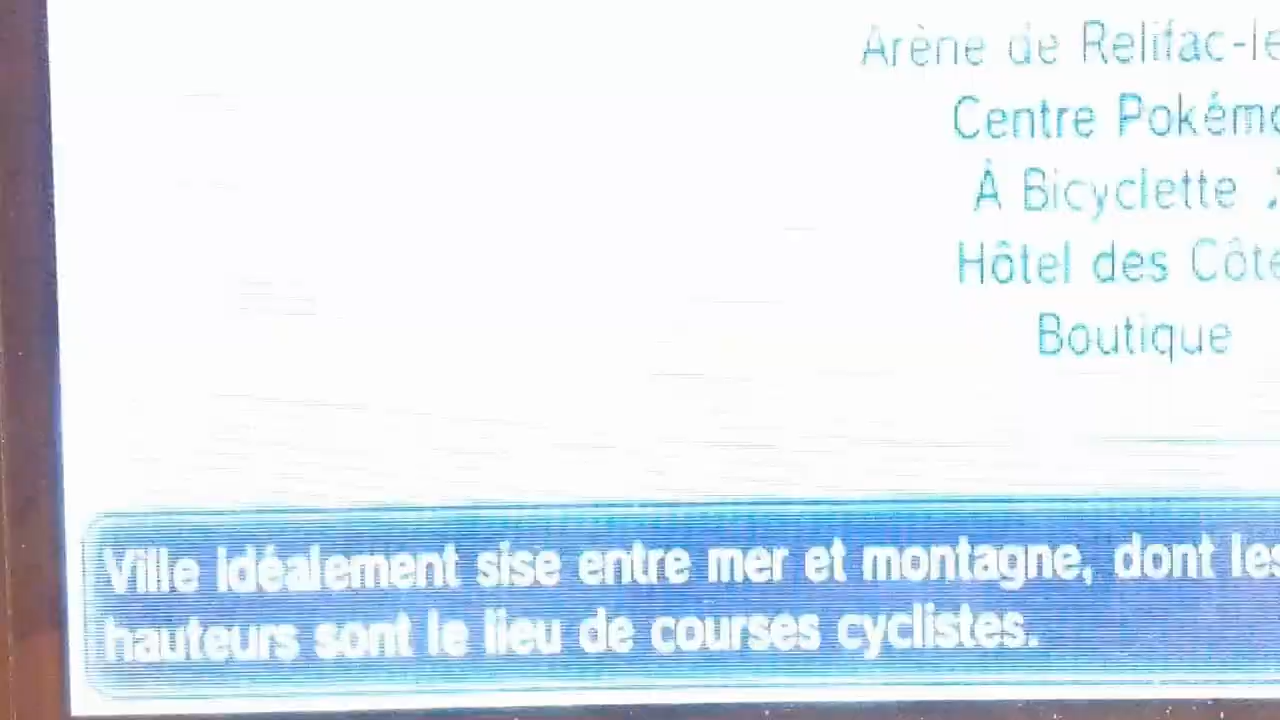 Arène de Relifac-le
Centre Pokémo
À Bicyclette
Hôtel des Côte
Boutique
Ville idéalement sise entre mer et montagne, dont les
hauteurs sont le lieu de courses cyclistes.